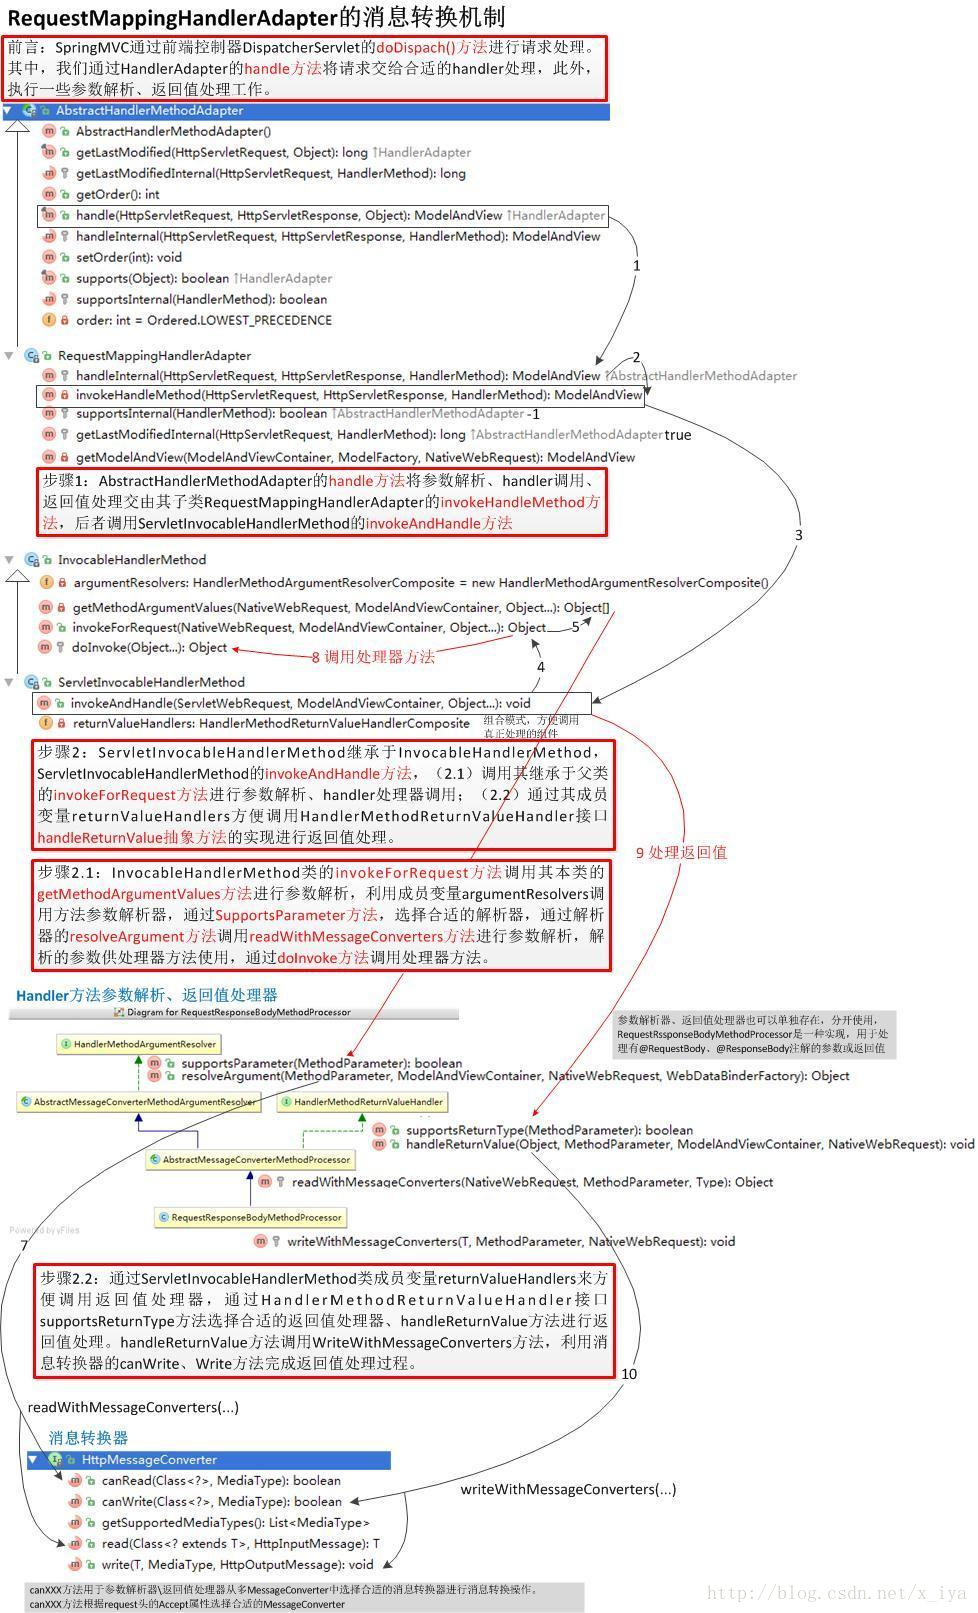 RequestMappingHandlerAdapter的消息转换机制
前言：SpringMVC通过前端控制器DispatcherServlet的doDispach()方法进行请求处理。
其中，我们通过HandlerAdapter的handle方法将请求交给合适的handler处理，此外，
执行一些参数解析、返回值处理工作。
AbstractHandlerMethodAdapter
AbstractHandlerMethodAdapter()
getLastModified(HttpServletRequest, Object): long ↑HandlerAdapter
getLastModifiedInternal(HttpServletRequest, HandlerMethod): long
getOrder(): int
handle(HttpServletRequest, HttpServletResponse, Object): ModelAndView ↑HandlerAdapter
handleInternal(HttpServletRequest, HttpServletResponse, HandlerMethod): ModelAndView
setOrder(int): void
1
supports(Object): boolean ↑HandlerAdapter
supportsInternal(HandlerMethod): boolean
order: int = Ordered.LOWEST_PRECEDENCE
RequestMappingHandlerAdapter
2
handleInternal(HttpServletRequest, HttpServletResponse, HandlerMethod): ModelAndView ↑AbstractHandlerMethodAdapter
invokeHandleMethod(HttpServletRequest, HttpServletResponse, HandlerMethod): ModelAndView
supportsInternal(HandlerMethod): boolean ↑AbstractHandlerMethodAdapter -1
getLastModifiedInternal(HttpServletRequest, HandlerMethod): long ↑AbstractHandlerMethodAdapter true
getModelAndView(ModelAndViewContainer, ModelFactory, NativeWebRequest): ModelAndView
步骤1：AbstractHandlerMethodAdapter的handle方法将参数解析、handler调用、
返回值处理交由其子类RequestMappingHandlerAdapter的invokeHandleMethod方
法，后者调用ServletInvocableHandlerMethod的invokeAndHandle方法
3
InvocableHandlerMethod
argumentResolvers: HandlerMethodArgumentResolverComposite = new HandlerMethodArgumentResolverComposite()
getMethodArgumentValues(NativeWebRequest, ModelAndViewContainer, Object...): Object[]
invokeForRequest(NativeWebRequest, ModelAndViewContainer, Object...): Object
5
doInvoke(Object...): Object
8 调用处理器方法
4
ServletInvocableHandlerMethod
invokeAndHandle(ServletWebRequest, ModelAndViewContainer, Object...): void
returnValueHandlers: HandlerMethodReturnValueHandlerComposite
组合模式，方便调用
真正处理的组件
步骤2：ServletInvocableHandlerMethod继承于InvocableHandlerMethod，
ServletInvocableHandlerMethod的invokeAndHandle方法，（2.1）调用其继承于父类
的invokeForRequest方法进行参数解析、handler处理器调用；（2.2）通过其成员
变量returnValueHandlers方便调用HandlerMethodReturnValueHandler接口
handleReturnValue抽象方法的实现进行返回值处理。
9 处理返回值
步骤2.1：InvocableHandlerMethod类的invokeForRequest方法调用其本类的
getMethodArgumentValues方法进行参数解析，利用成员变量argumentResolvers调
用方法参数解析器，通过SupportsParameter方法，选择合适的解析器，通过解析
器的resolveArgument方法调用readWithMessageConverters方法进行参数解析，解
析的参数供处理器方法使用，通过doInvoke方法调用处理器方法。
Handler方法参数解析、返回值处理器
Diagram for RequestResponseBodyMethodProcessor
参数解析器、返回值处理器也可以单独存在，分开使用，
RequestRssponseBodyMethodProcessor是一种实现，用于处
理有@RequestBody、@ResponseBody注解的参数或返回值
HandlerMethodArgumentResolver
supportsParameter(MethodParameter): boolean
resolveArgument(MethodParameter, ModelAndViewContainer, NativeWebRequest, WebDataBinderFactory): Object
AbstractMessageConverterMethodArgumentResolver
HandlerMethodReturnValueHandler
supportsReturnType(MethodParameter): boolean
handleReturnValue(Object, MethodParameter, ModelAndViewContainer, NativeWebRequest): void
AbstractMessageConverterMethodProcessor
readWithMessageConverters(NativeWebRequest, MethodParameter, Type): Object
RequestResponseBodyMethodProcessor
Powered by yFiles
7
writeWithMessageConverters(T, MethodParameter, NativeWebRequest): void
步骤2.2：通过ServletInvocableHandlerMethod类成员变量returnValueHandlers来方
便调用返回值处理器，通过HandlerMethodReturnValueHandler接口
supportsReturnType方法选择合适的返回值处理器、handleReturnValue方法进行返
回值处理。handleReturnValue方法调用WriteWithMessageConverters方法，利用消
息转换器的canWrite、Write方法完成返回值处理过程。
10
readWithMessageConverters(...)
消息转换器
HttpMessageConverter
canRead(Class<?>, MediaType): boolean
writeWithMessageConverters(...)
canWrite(Class<?>, MediaType): boolean
getSupportedMediaTypes(): List<MediaType>
read(Class<? extends T>, HttpInputMessage): T
write(T, MediaType, HttpOutputMessage): void
canXXX方法用于参数解析器\返回值处理器从多MessageConverter中选择合适的消息转换器进行消息转换操作。
canXXX方法根据request头的Accept属性选择合适的MessageConverter
http://blog.csdn.net/x_iya